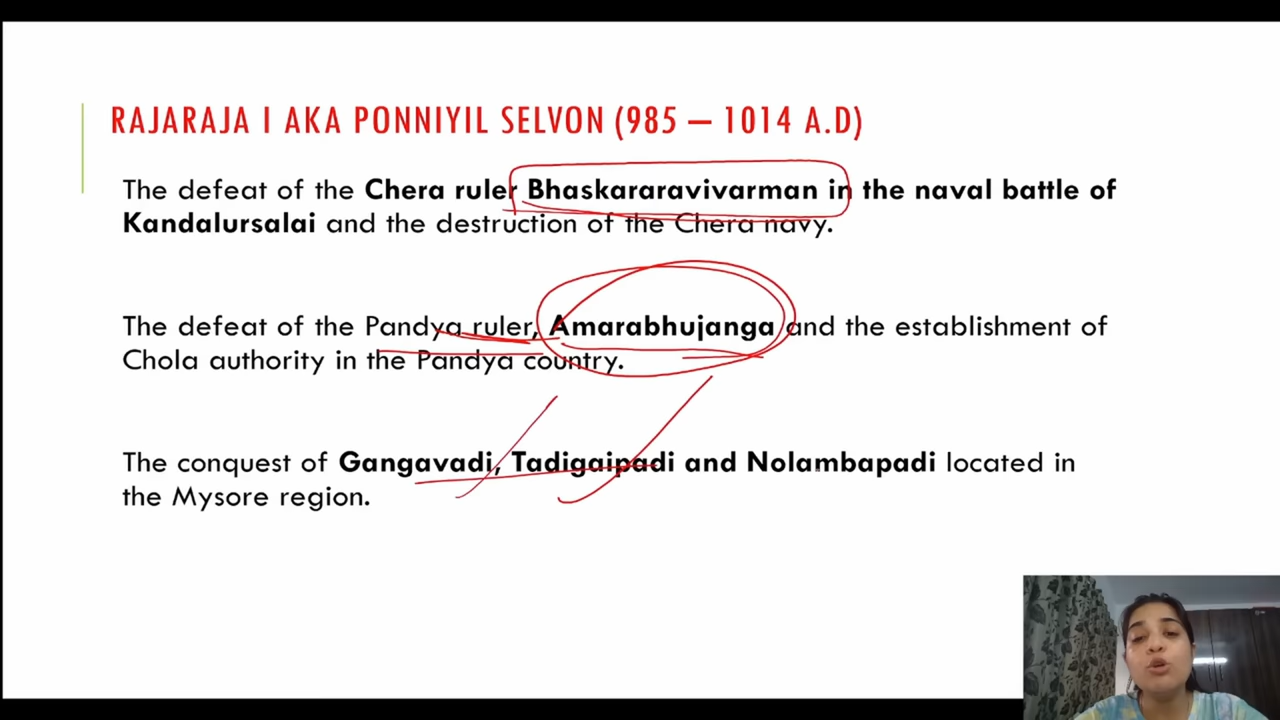 RAJARAJA I AKA PONNIYIL SELVON (985 – 1014 A.D)
The defeat of the Chera ruler Bhaskararavivarman in the naval battle of
Kandalursalai and the destruction of the Chera navy.
The defeat of the Pandya ruler, Amarabhujanga and the establishment of
Chola authority in the Pandya country.
The conquest of Gangavadi, Tadigaipadi and Nolambapadi located in
the Mysore region.